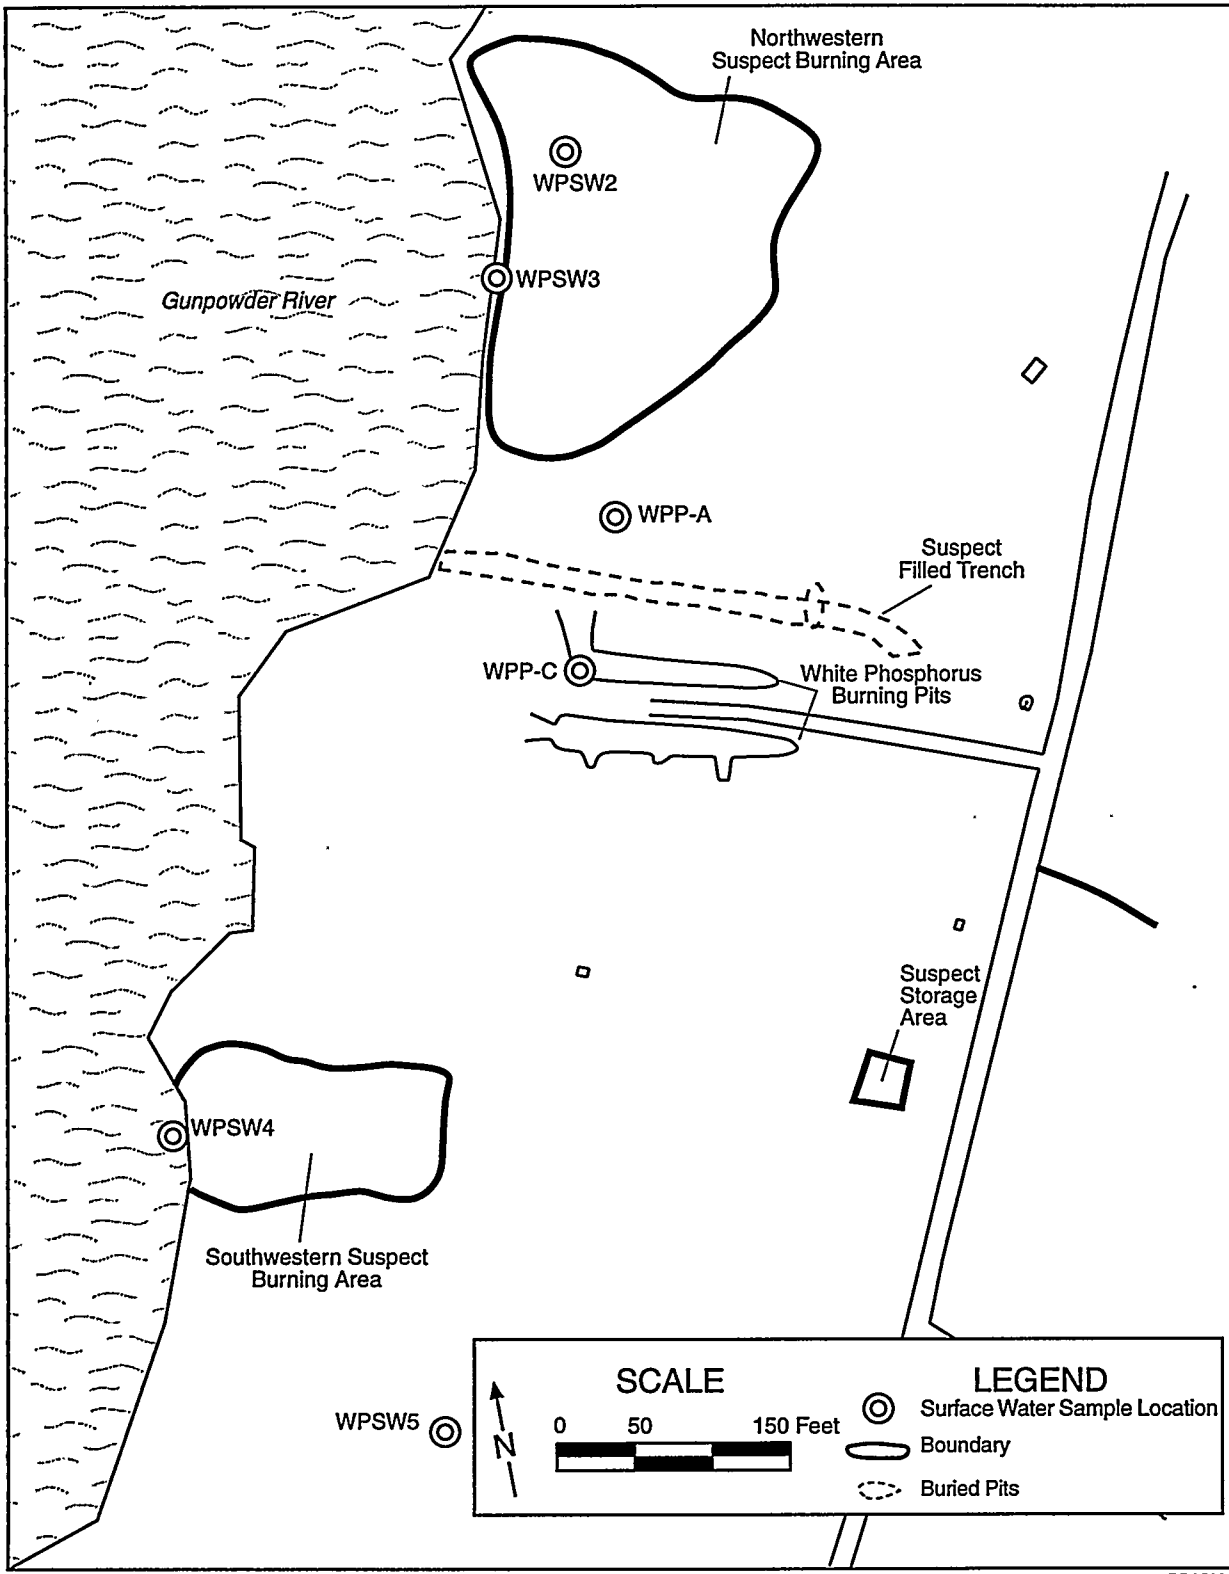 Northwestern
Suspect Burning Area
WPSW2
WPSW3
Gunpowder River
WPP-A
Suspect
Filled Trench
WPP-C
White Phosphorus
Burning Pits
Suspect
Storage
Area
WPSW4
Southwestern Suspect
Burning Area
WPSW5
N
SCALE
0 50 150 Feet
LEGEND
Surface Water Sample Location
Boundary
Buried Pits